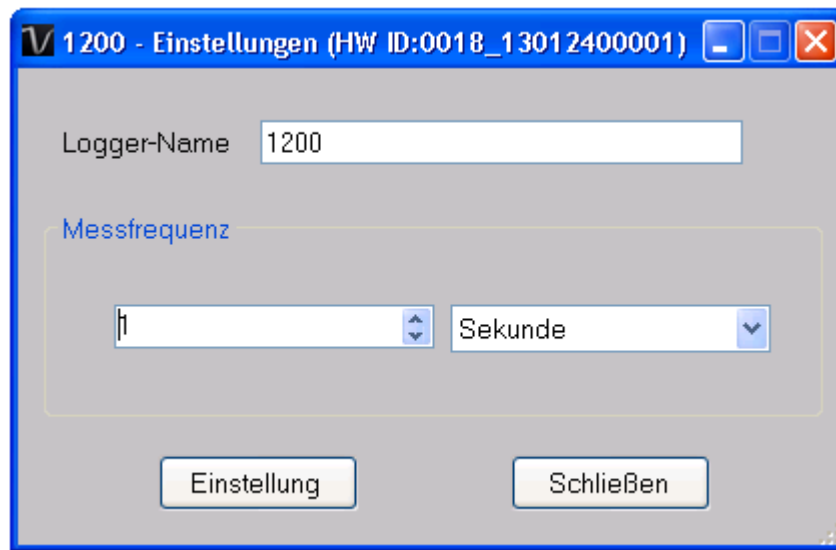 1200 - Einstellungen (HW ID:0018_13012400001)
Logger-Name 1200
Messfrequenz
1 Sekunde
Einstellung Schließen